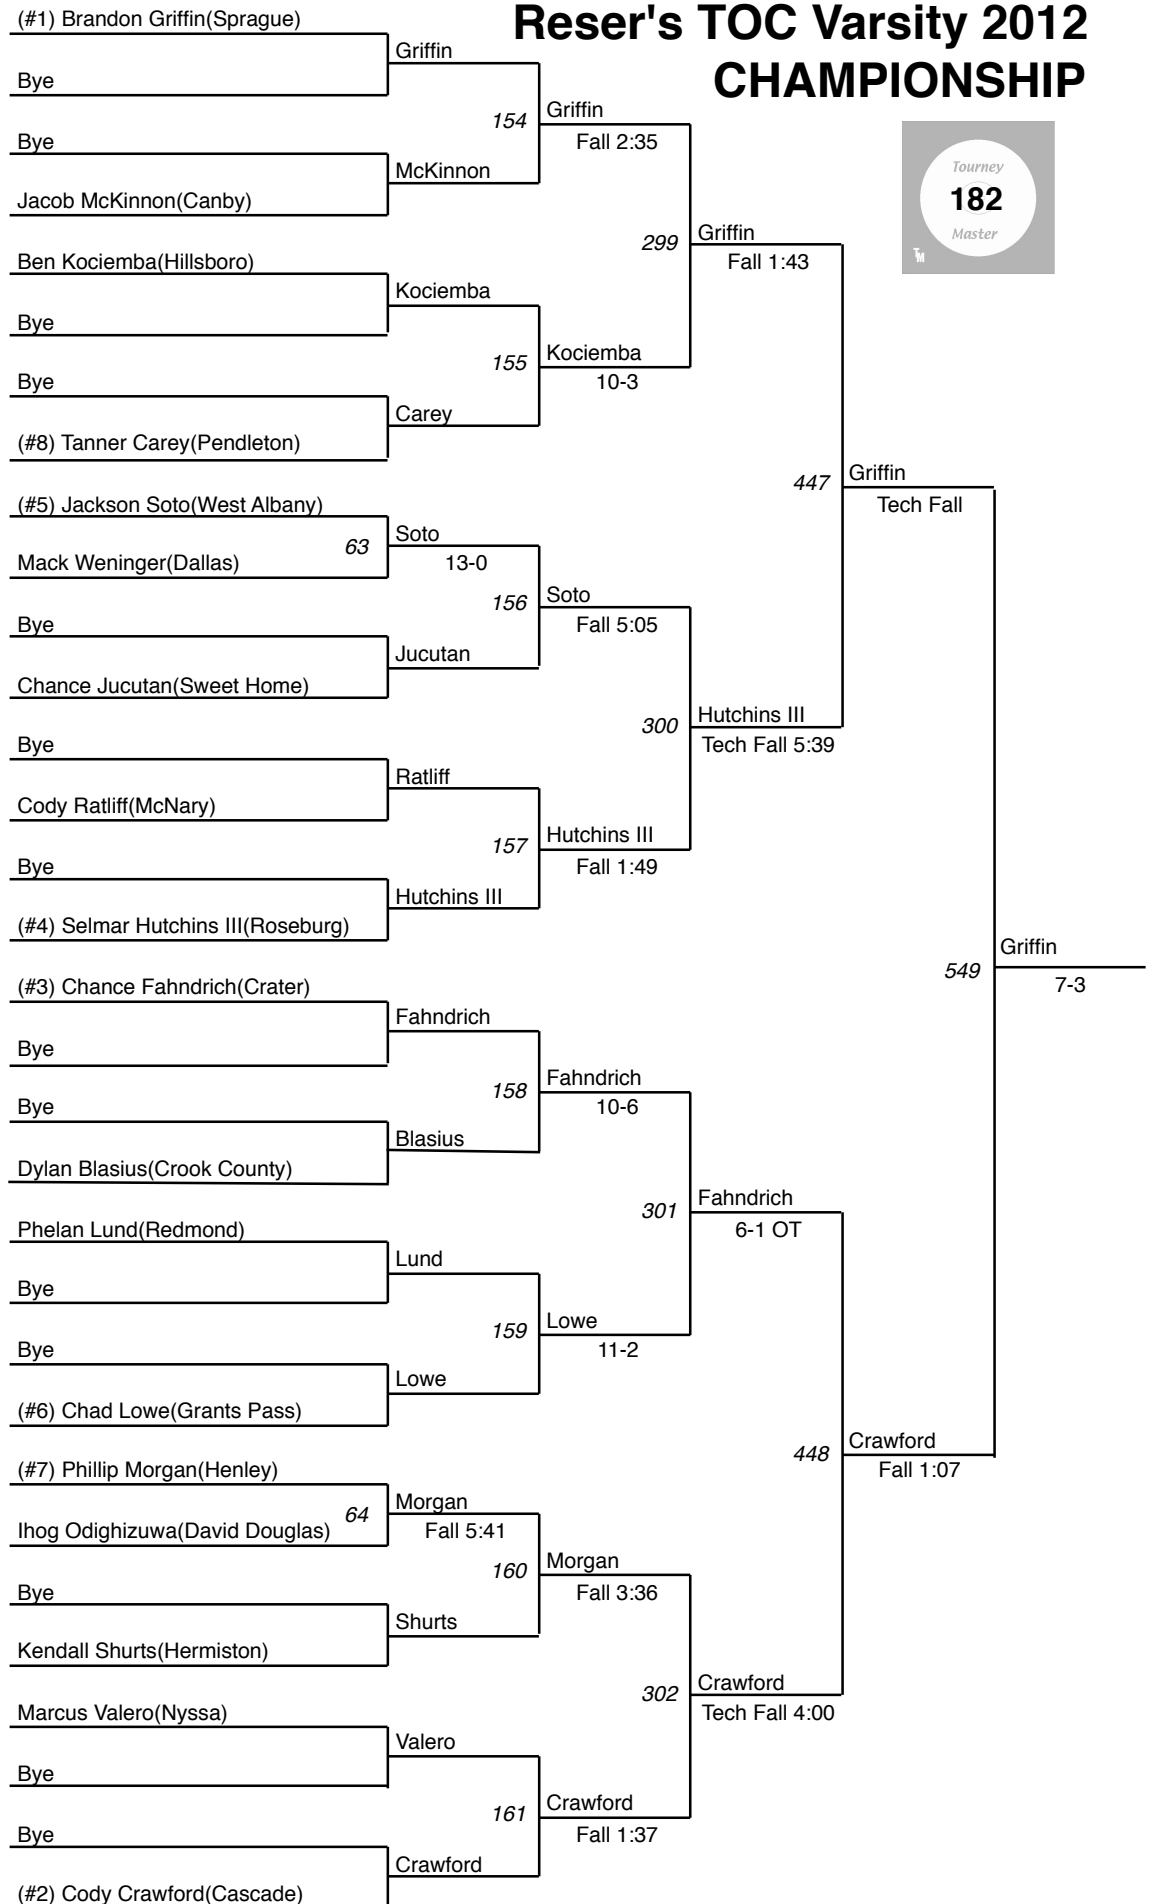 Reser's TOC Varsity 2012
CHAMPIONSHIP
Tourney
182
Master
TM
(#1) Brandon Griffin(Sprague)
Griffin
Bye
154
Griffin
Fall 2:35
Bye
McKinnon
Jacob McKinnon(Canby)
299
Griffin
Fall 1:43
Ben Kociemba(Hillsboro)
Kociemba
Bye
155
Kociemba
10-3
Bye
Carey
(#8) Tanner Carey(Pendleton)
447
Griffin
Tech Fall
(#5) Jackson Soto(West Albany)
63
Soto
13-0
Mack Weninger(Dallas)
156
Soto
Fall 5:05
Bye
Jucutan
Chance Jucutan(Sweet Home)
300
Hutchins III
Tech Fall 5:39
Bye
Ratliff
Cody Ratliff(McNary)
157
Hutchins III
Fall 1:49
Bye
Hutchins III
(#4) Selmar Hutchins III(Roseburg)
549
Griffin
7-3
(#3) Chance Fahndrich(Crater)
Fahndrich
Bye
158
Fahndrich
10-6
Bye
Blasius
Dylan Blasius(Crook County)
301
Fahndrich
6-1 OT
Phelan Lund(Redmond)
Lund
Bye
159
Lowe
11-2
Bye
Lowe
(#6) Chad Lowe(Grants Pass)
448
Crawford
Fall 1:07
(#7) Phillip Morgan(Henley)
64
Morgan
Fall 5:41
Ihog Odighizuwa(David Douglas)
160
Morgan
Fall 3:36
Bye
Shurts
Kendall Shurts(Hermiston)
302
Crawford
Tech Fall 4:00
Marcus Valero(Nyssa)
Valero
Bye
161
Crawford
Fall 1:37
Bye
Crawford
(#2) Cody Crawford(Cascade)